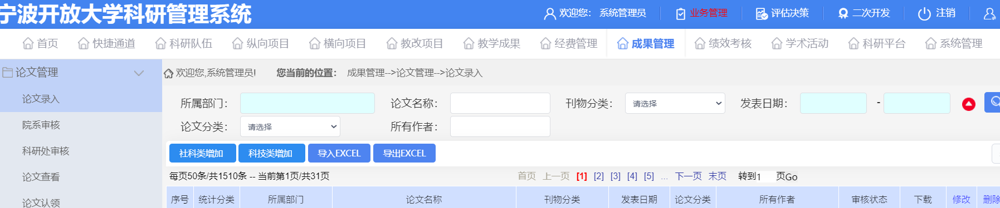 宁波开放大学科研管理系统
欢迎您： 系统管理员 业务管理 评估决策 二次开发 注销
首页 快捷通道 科研队伍 纵向项目 横向项目 教改项目 教学成果 经费管理 成果管理 绩效考核 学术活动 科研平台 系统管理
论文管理
论文录入
院系审核
科研处审核
论文查看
论文认领
欢迎您,系统管理员! 您当前的位置： 成果管理-->论文管理-->论文录入
所属部门： 论文名称： 刊物分类： 请选择 发表日期： -
论文分类： 请选择 所有作者：
社科类增加 科技类增加 导入EXCEL 导出EXCEL
每页50条/共1510条 -- 当前第1页/共31页 首页 上一页 [1] [2] [3] [4] [5] ... 下一页 末页 转到1 页Go
序号 统计分类 所属部门 论文名称 刊物分类 发表日期 论文分类 所有作者 审核状态 下载 修改 删除